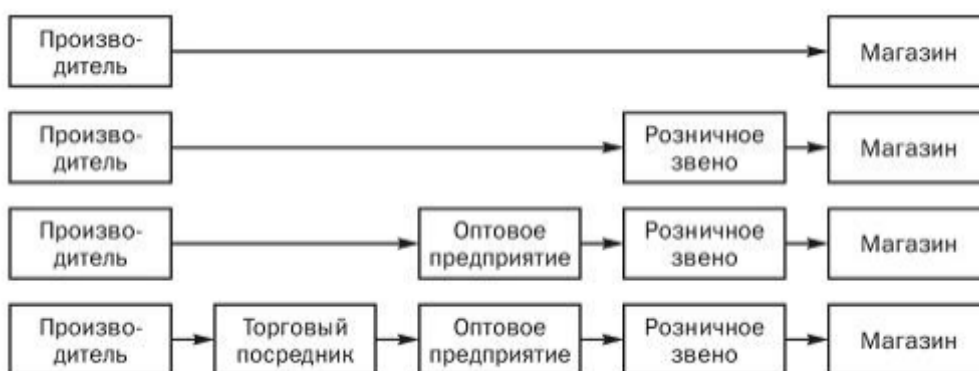 Произво-
дитель
Магазин
Произво-
дитель
Розничное
звено
Магазин
Произво-
дитель
Оптовое
предприятие
Розничное
звено
Магазин
Произво-
дитель
Торговый
посредник
Оптовое
предприятие
Розничное
звено
Магазин